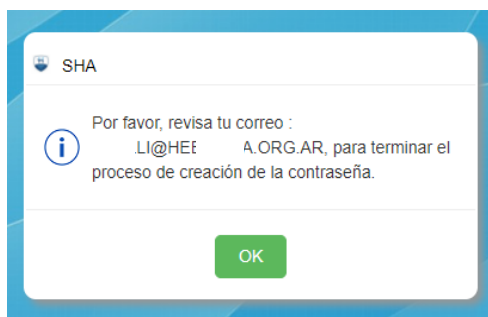 SHA
Por favor, revisa tu correo :
.LI@HEE A.ORG.AR, para terminar el
proceso de creación de la contraseña.
OK